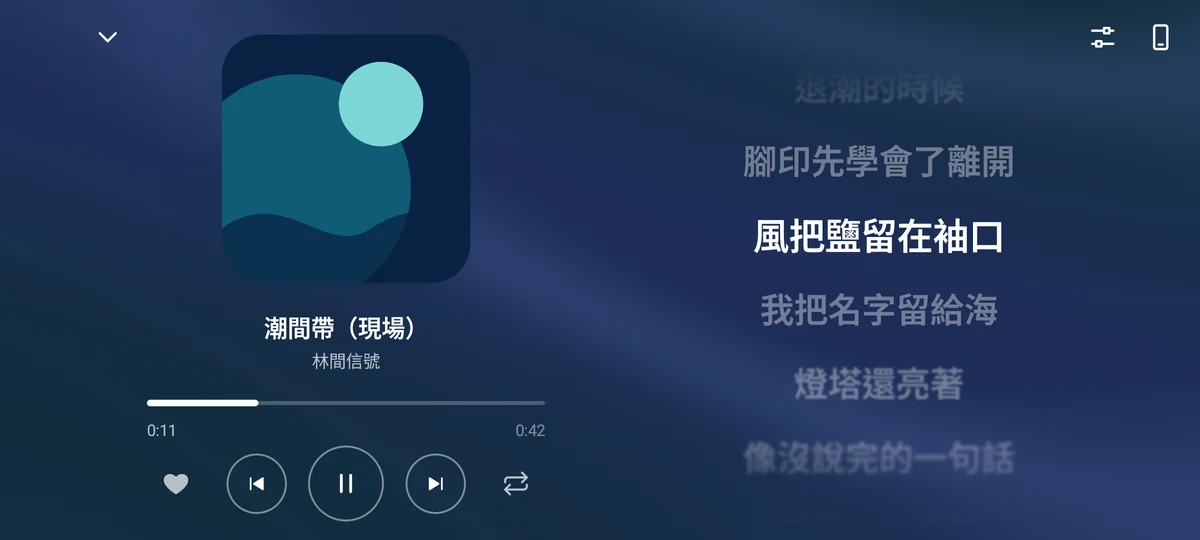 潮間帶（現場）
林間信號
0:11
0:42
退潮的時候
腳印先學會了離開
風把鹽留在袖口
我把名字留給海
燈塔還亮著
像沒說完的一句話